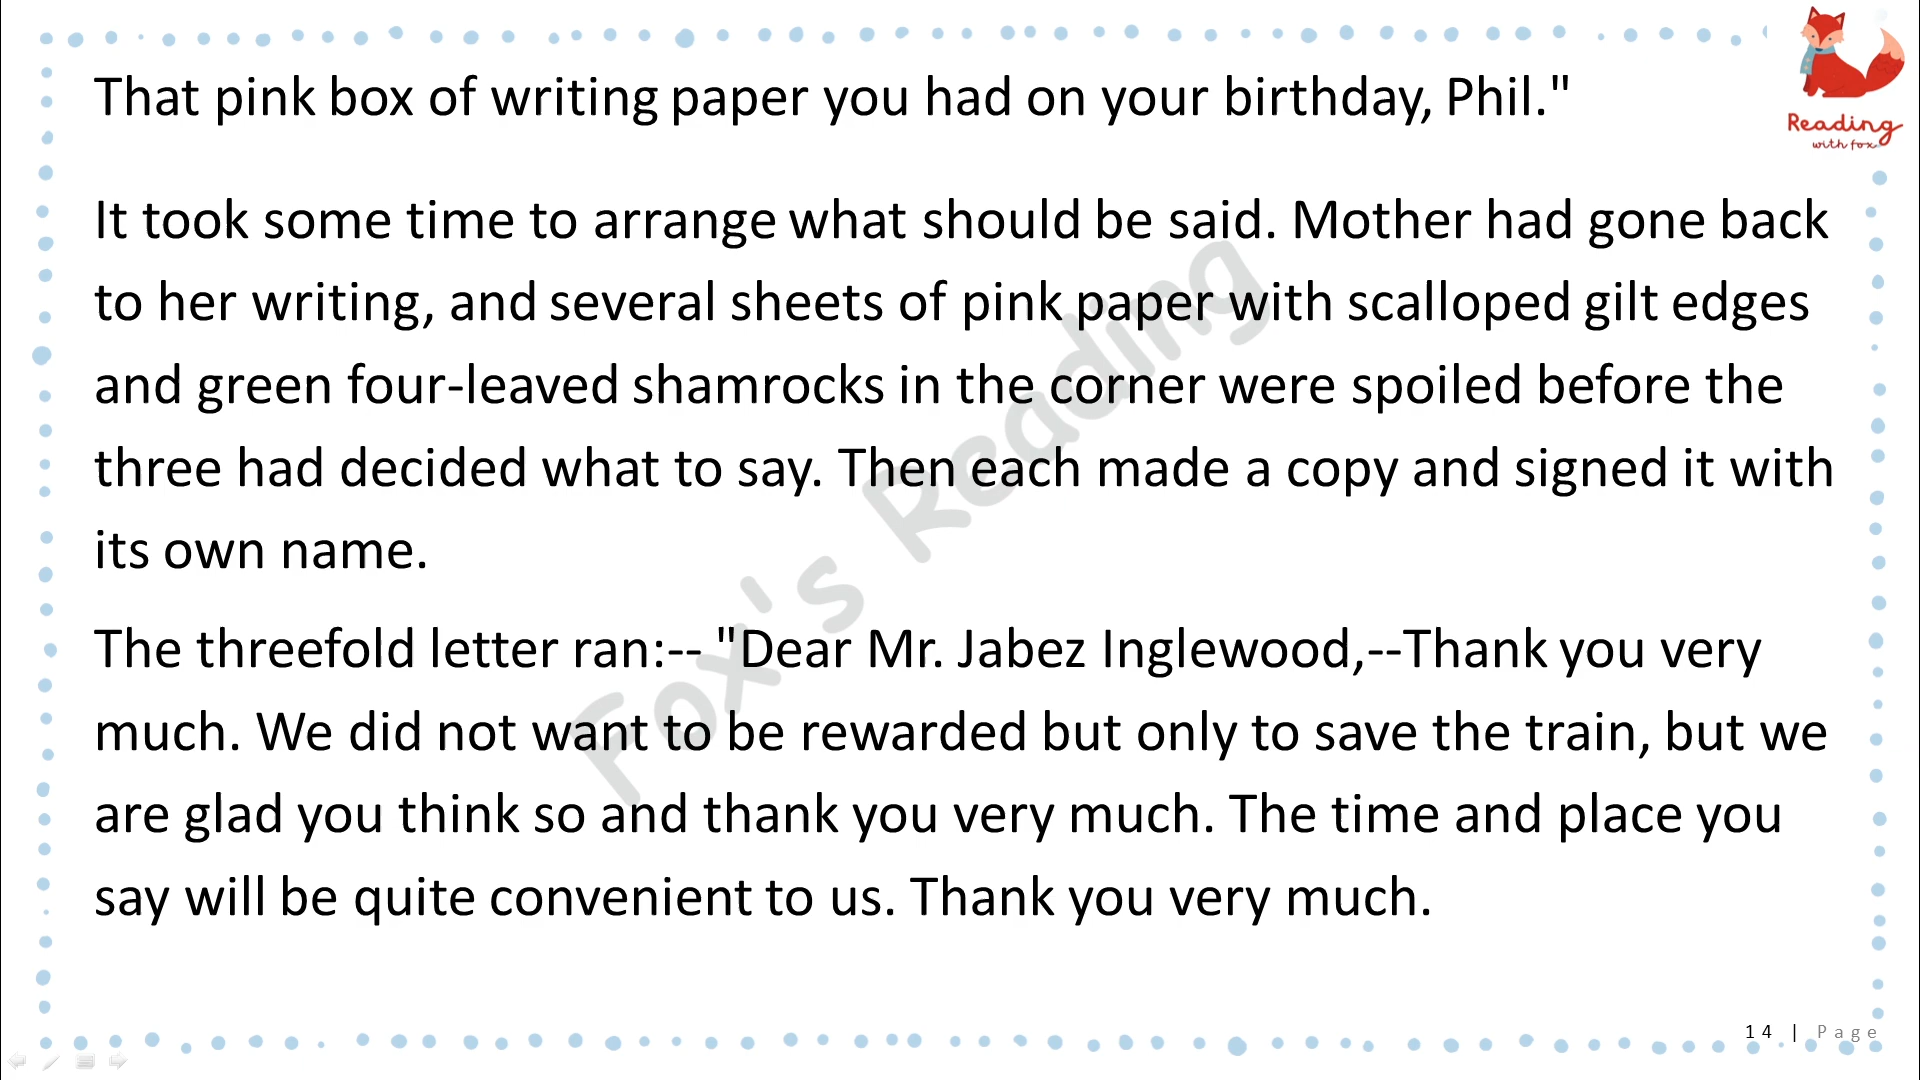 That pink box of writing paper you had on your birthday, Phil."
Reading
with fox
It took some time to arrange what should be said. Mother had gone back
to her writing, and several sheets of pink paper with scalloped gilt edges
and green four-leaved shamrocks in the corner were spoiled before the
three had decided what to say. Then each made a copy and signed it with
its own name.
Fox's Reading
The threefold letter ran:-- "Dear Mr. Jabez Inglewood,--Thank you very
much. We did not want to be rewarded but only to save the train, but we
are glad you think so and thank you very much. The time and place you
say will be quite convenient to us. Thank you very much.
14 | Page